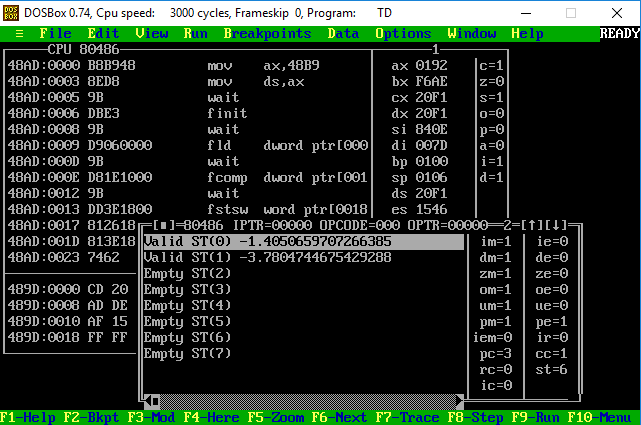 DOSBox 0.74, Cpu speed: 3000 cycles, Frameskip 0, Program: TD
≡ File Edit View Run Breakpoints Data Options Window Help READY
CPU 80486 1
48AD:0000 B8B948 mov ax,48B9 ax 0192 c=1
48AD:0003 8ED8 mov ds,ax bx F6AE z=0
48AD:0005 9B wait cx 20F1 s=1
48AD:0006 DBE3 finit dx 20F1 o=0
48AD:0008 9B wait si 840E p=0
48AD:0009 D9060000 fld dword ptr[000 di 007D a=0
48AD:000D 9B wait bp 0100 i=1
48AD:000E D81E1000 fcomp dword ptr[001 sp 0106 d=1
48AD:0012 9B wait ds 20F1
48AD:0013 DD3E1800 fstsw word ptr[0018 es 1546
48AD:0017 812618 [■]=80486 IPTR=00000 OPCODE=000 OPTR=00000 2=[↑][↓]
48AD:001D 813E18 Valid ST(0) -1.4050659707266385 im=1 ie=0
48AD:0023 7462 Valid ST(1) -3.7804744675429288 dm=1 de=0
Empty ST(2) zm=1 ze=0
489D:0000 CD 20 Empty ST(3) om=1 oe=0
489D:0008 AD DE Empty ST(4) um=1 ue=0
489D:0010 AF 15 Empty ST(5) pm=1 pe=1
489D:0018 FF FF Empty ST(6) iem=0 ir=0
Empty ST(7) pc=3 cc=1
rc=0 st=6
ic=0
F1-Help F2-Bkpt F3-Mod F4-Here F5-Zoom F6-Next F7-Trace F8-Step F9-Run F10-Menu